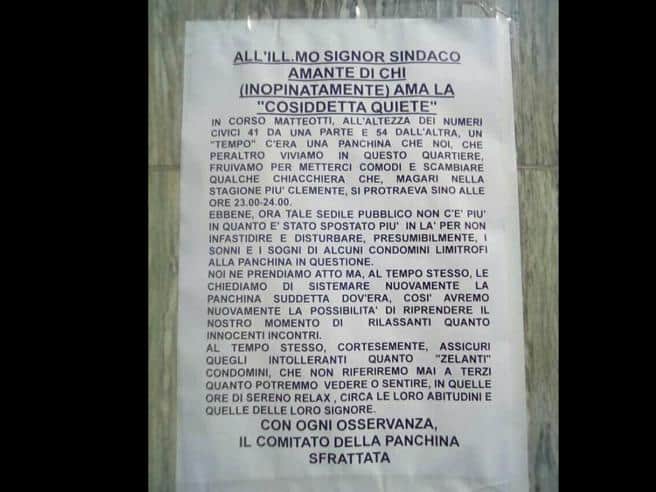 ALL'ILL.MO SIGNOR SINDACO
AMANTE DI CHI
(INOPINATAMENTE) AMA LA
"COSIDDETTA QUIETE"
IN CORSO MATTEOTTI, ALL'ALTEZZA DEI NUMERI
CIVICI 41 DA UNA PARTE E 54 DALL'ALTRA, UN
"TEMPO" C'ERA UNA PANCHINA CHE NOI, CHE
PERALTRO VIVIAMO IN QUESTO QUARTIERE,
FRUIVAMO PER METTERCI COMODI E SCAMBIARE
QUALCHE CHIACCHIERA CHE, MAGARI NELLA
STAGIONE PIU' CLEMENTE, SI PROTRAEVA SINO ALLE
ORE 23.00-24.00.
EBBENE, ORA TALE SEDILE PUBBLICO NON C'E' PIU'
IN QUANTO E' STATO SPOSTATO PIU' IN LA' PER NON
INFASTIDIRE E DISTURBARE, PRESUMIBILMENTE, I
SONNI E I SOGNI DI ALCUNI CONDOMINI LIMITROFI
ALLA PANCHINA IN QUESTIONE.
NOI NE PRENDIAMO ATTO MA, AL TEMPO STESSO, LE
CHIEDIAMO DI SISTEMARE NUOVAMENTE LA
PANCHINA SUDDETTA DOV'ERA, COSI' AVREMO
NUOVAMENTE LA POSSIBILITA' DI RIPRENDERE IL
NOSTRO MOMENTO DI RILASSANTI QUANTO
INNOCENTI INCONTRI.
AL TEMPO STESSO, CORTESEMENTE, ASSICURI
QUEGLI INTOLLERANTI QUANTO "ZELANTI"
CONDOMINI, CHE NON RIFERIREMO MAI A TERZI
QUANTO POTREMMO VEDERE O SENTIRE, IN QUELLE
ORE DI SERENO RELAX , CIRCA LE LORO ABITUDINI E
QUELLE DELLE LORO SIGNORE.
CON OGNI OSSERVANZA,
IL COMITATO DELLA PANCHINA
SFRATTATA